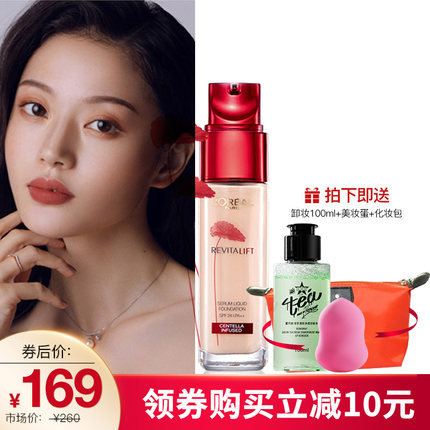 L'ORÉAL
PARIS
REVITALIFT
SERUM LIQUID
FOUNDATION
CENTELLA
INFUSED
拍下即送
卸妆100ml+美妆蛋+化妆包
tea
100ml
券后价:
¥169
市场价: ¥260
领券购买立减10元